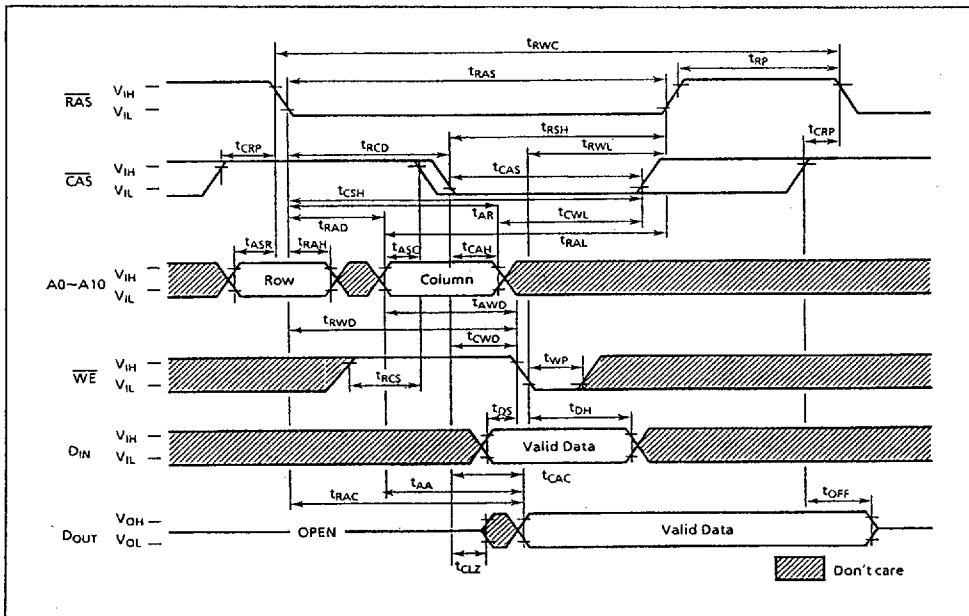 tRWC
tRP
tRAS
RAS
VIH
VIL
tRSH
tCRP
tRCD
tRWL
tCRP
CAS
VIH
VIL
tCAS
tCSH
tAR
tCWL
tRAD
tRAL
tASR
tRAH
tASC
tCAH
A0~A10
VIH
VIL
Row
Column
tAWD
tRWD
tCWD
WE
VIH
VIL
tWP
tRCS
tDS
tDH
DIN
VIH
VIL
Valid Data
tCAC
tAA
tRAC
tOFF
DOUT
VOH
VOL
OPEN
Valid Data
tCLZ
Don't care